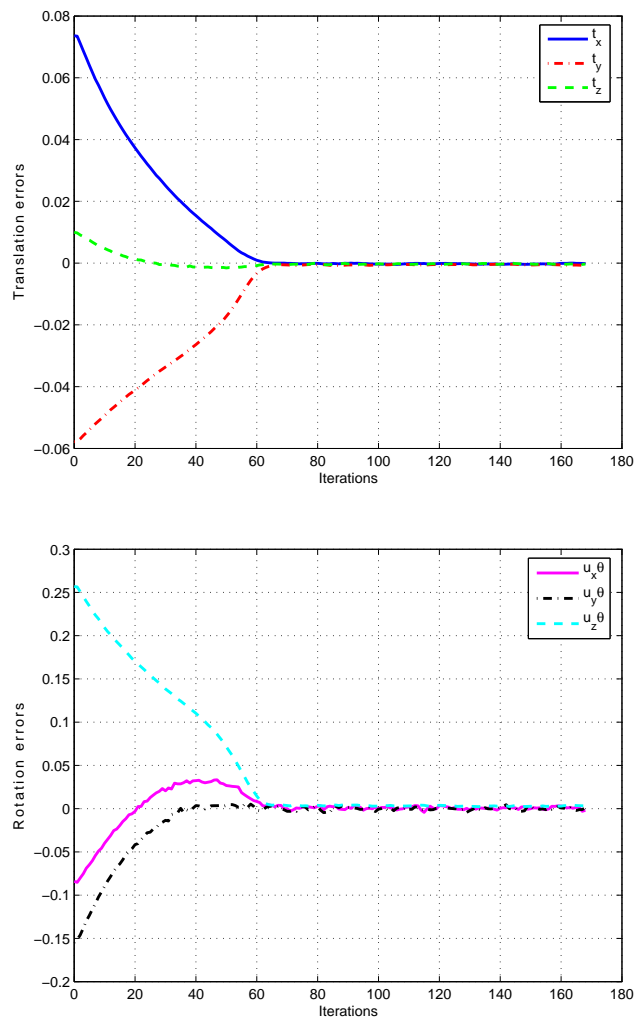 0.08
0.06
0.04
0.02
0
−0.02
−0.04
−0.06
Translation errors
t_x
t_y
t_z
0 20 40 60 80 100 120 140 160 180
Iterations
0.3
0.25
0.2
0.15
0.1
0.05
0
−0.05
−0.1
−0.15
−0.2
Rotation errors
u_xθ
u_yθ
u_zθ
0 20 40 60 80 100 120 140 160 180
Iterations